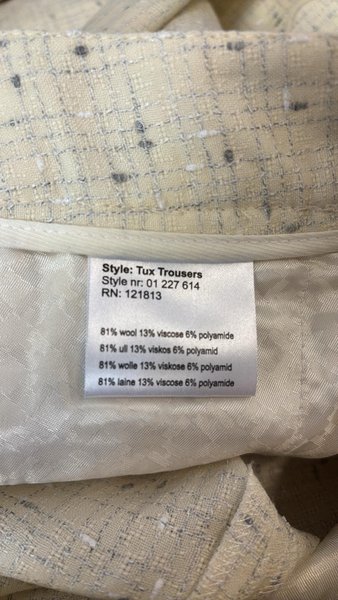 Style: Tux Trousers
Style nr: 01 227 614
RN: 121813
81% wool 13% viscose 6% polyamide
81% ull 13% viskos 6% polyamid
81% wolle 13% viskose 6% polyamide
81% laine 13% viscose 6% polyamide